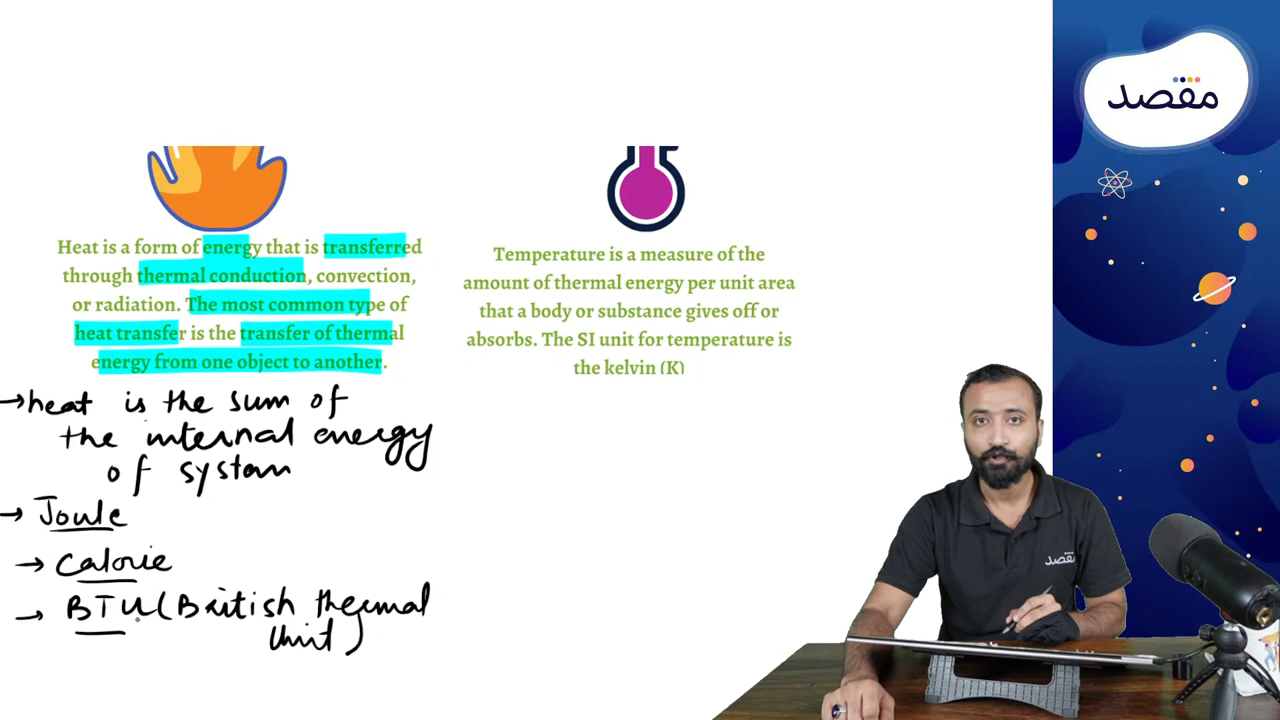 Heat is a form of energy that is transferred
through thermal conduction, convection,
or radiation. The most common type of
heat transfer is the transfer of thermal
energy from one object to another.
→heat is the sum of
the internal energy
of system
→ Joule
→ Calorie
→ BTU (British thermal
Unit)
Temperature is a measure of the
amount of thermal energy per unit area
that a body or substance gives off or
absorbs. The SI unit for temperature is
the kelvin (K)
مقصد
مقصد